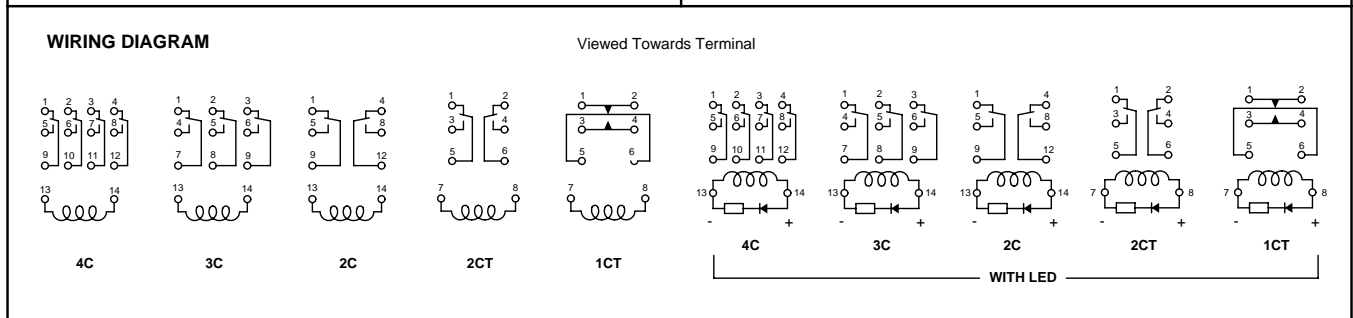 WIRING DIAGRAM
Viewed Towards Terminal
1 2 3 4 1 2 3 1 4 1 2 1 2 1 2 3 4 1 2 3 1 4 1 2 1 2
5 6 7 8 4 5 6 5 8 3 4 3 4 5 6 7 8 4 5 6 5 8 3 4 3 4
9 10 11 12 7 8 9 9 12 5 6 5 6 9 10 11 12 7 8 9 9 12 5 6 5 6
13 14 13 14 13 14 7 8 7 8 13 14 13 14 13 14 7 8 7 8
- + - + - + - + - +
4C 3C 2C 2CT 1CT 4C 3C 2C 2CT 1CT
WITH LED